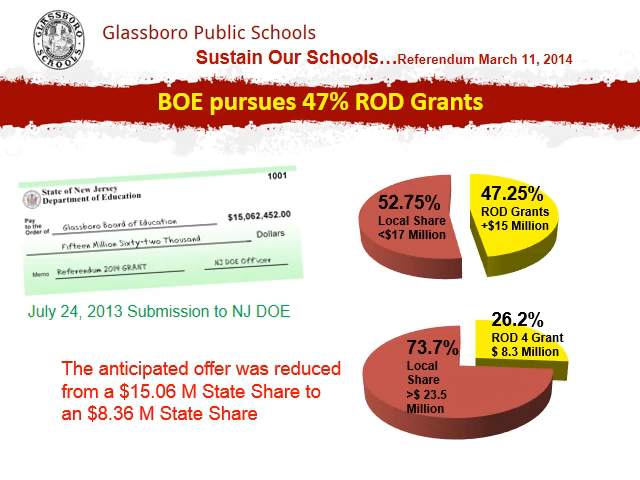 GLASSBORO
SCHOOLS
Glassboro Public Schools
Sustain Our Schools…Referendum March 11, 2014
BOE pursues 47% ROD Grants
1001
State of New Jersey
Department of Education
Pay
to the
Order of
Glassboro Board of Education
$15,062,452.00
Fifteen Million Sixty-two Thousand
Dollars
Memo
Referendum 2014 GRANT
NJ DOE Officer
July 24, 2013 Submission to NJ DOE
The anticipated offer was reduced
from a $15.06 M State Share to
an $8.36 M State Share
52.75%
Local Share
<$17 Million
47.25%
ROD Grants
+$15 Million
26.2%
ROD 4 Grant
$ 8.3 Million
73.7%
Local
Share
>$ 23.5
Million